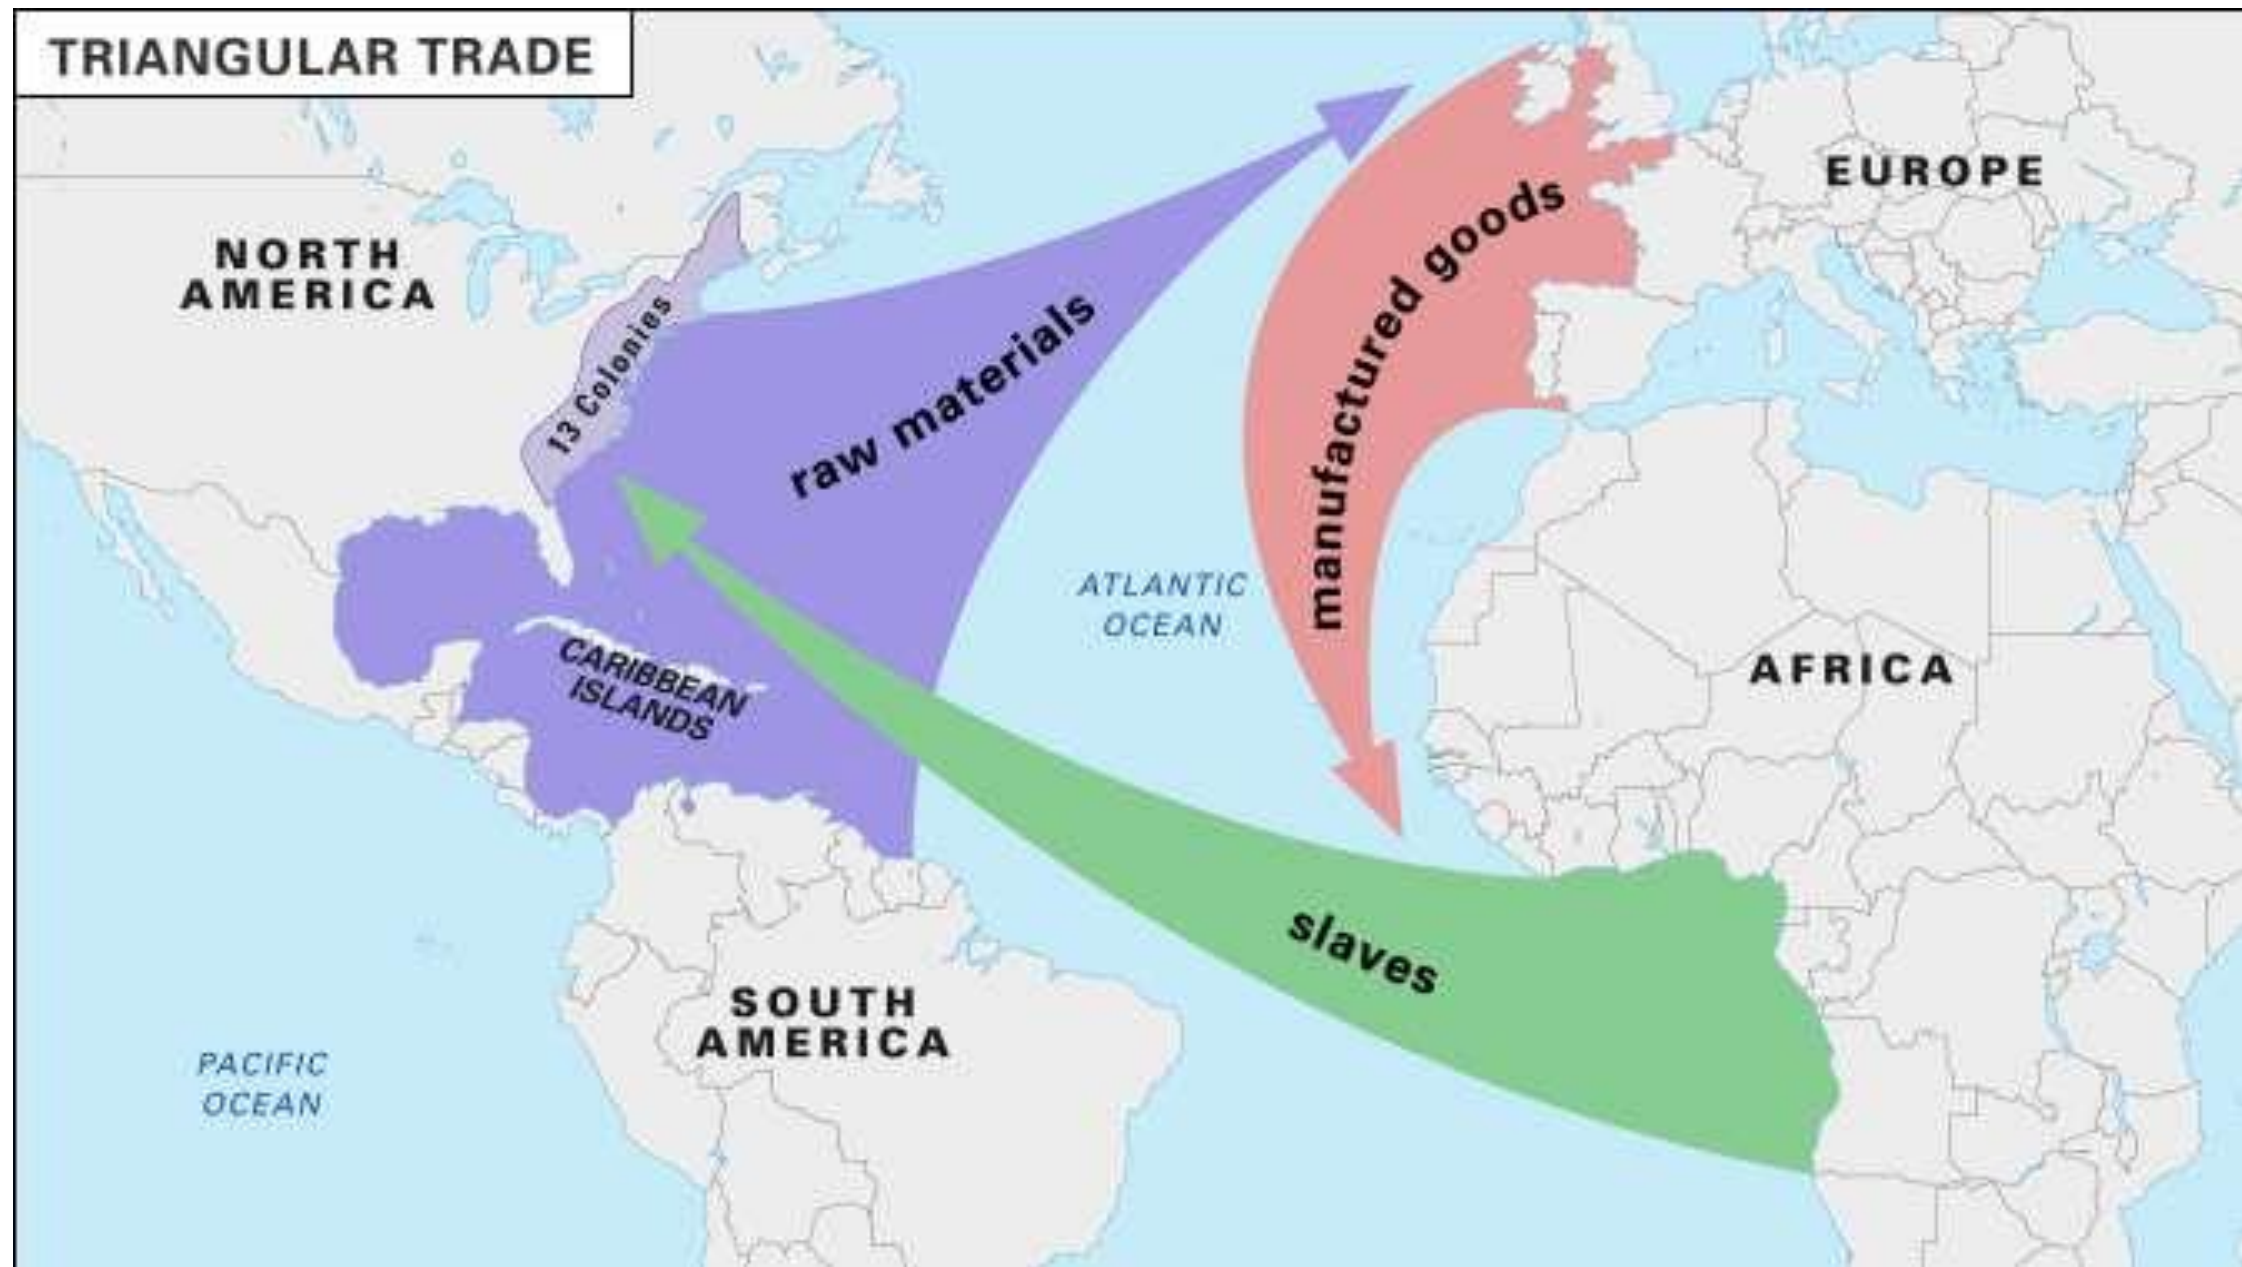 TRIANGULAR TRADE
NORTH
AMERICA
13 Colonies
raw materials
manufactured goods
EUROPE
ATLANTIC
OCEAN
CARIBBEAN
ISLANDS
AFRICA
slaves
SOUTH
AMERICA
PACIFIC
OCEAN